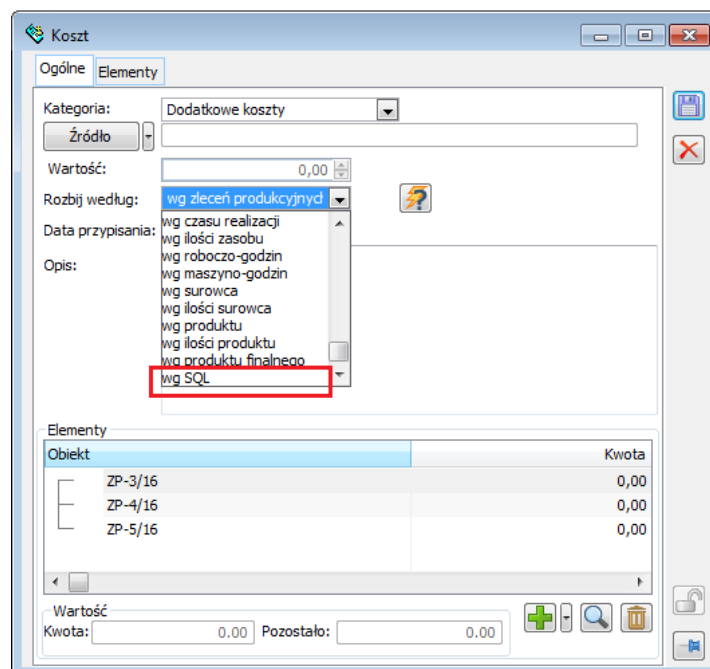 Koszt
Ogólne Elementy
Kategoria: Dodatkowe koszty
Źródło
Wartość: 0,00
Rozbij według: wg zleceń produkcyjnych
wg czasu realizacji
Data przypisania:
wg ilości zasobu
wg roboczo-godzin
Opis:
wg maszyno-godzin
wg surowca
wg ilości surowca
wg produktu
wg ilości produktu
wg produktu finalnego
wg SQL
Elementy
Obiekt Kwota
ZP-3/16 0,00
ZP-4/16 0,00
ZP-5/16 0,00
Wartość
Kwota: 0.00 Pozostało: 0.00